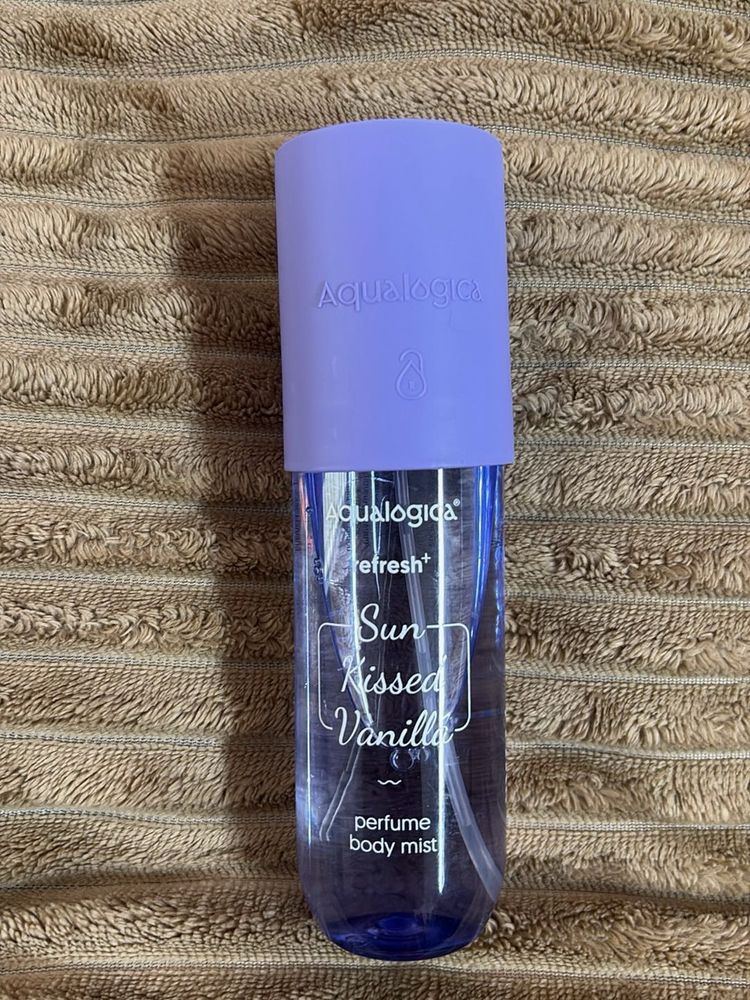 Aqualogica
Aqualogica®
refresh+
Sun
Kissed
Vanilla
perfume
body mist